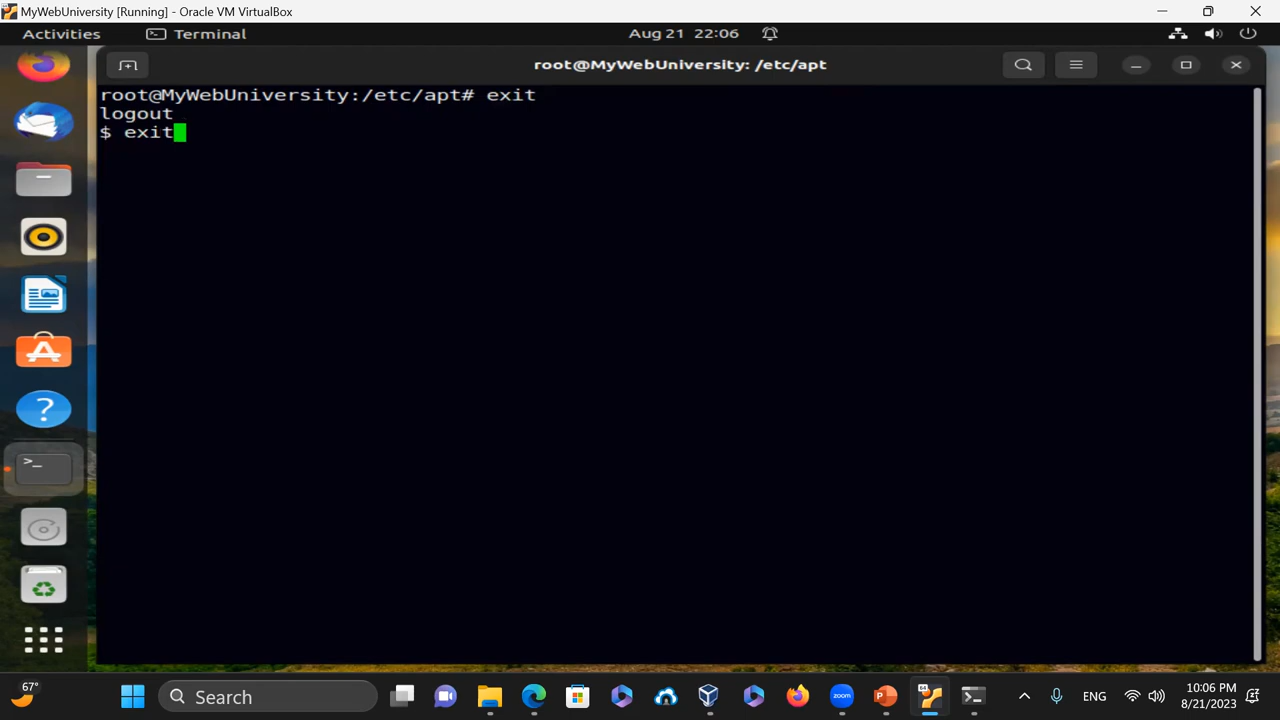 MyWebUniversity [Running] - Oracle VM VirtualBox
Activities
Terminal
Aug 21 22:06
root@MyWebUniversity: /etc/apt
root@MyWebUniversity:/etc/apt# exit
logout
$ exit
67°
Search
zoom
ENG
10:06 PM
8/21/2023